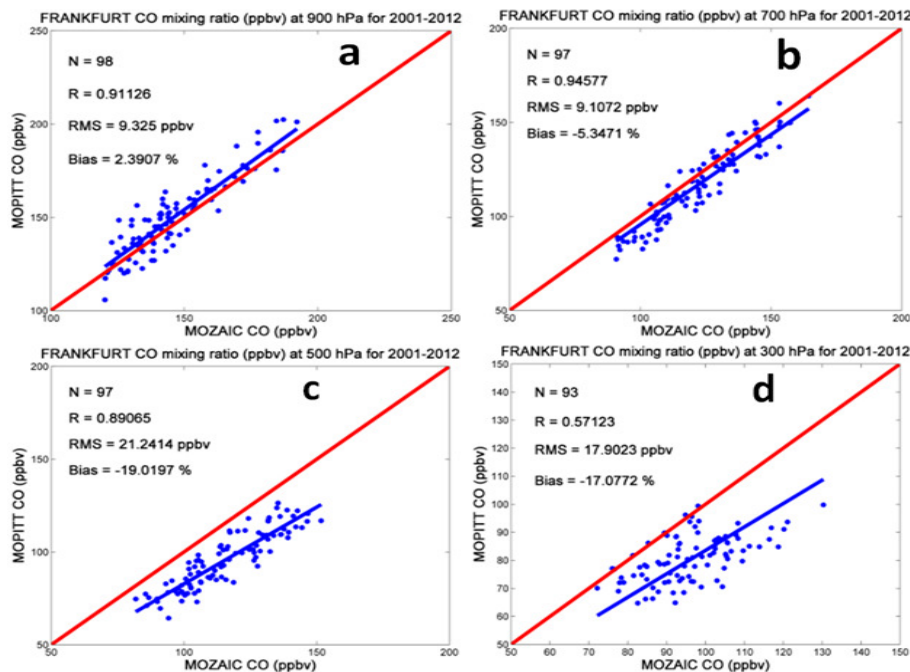 FRANKFURT CO mixing ratio (ppbv) at 900 hPa for 2001-2012
250
200
150
100
100
150
200
250
MOPITT CO (ppbv)
MOZAIC CO (ppbv)
a
N = 98
R = 0.91126
RMS = 9.325 ppbv
Bias = 2.3907 %
FRANKFURT CO mixing ratio (ppbv) at 700 hPa for 2001-2012
200
150
100
50
50
100
150
200
MOPITT CO (ppbv)
MOZAIC CO (ppbv)
b
N = 97
R = 0.94577
RMS = 9.1072 ppbv
Bias = -5.3471 %
FRANKFURT CO mixing ratio (ppbv) at 500 hPa for 2001-2012
200
150
100
50
50
100
150
200
MOPITT CO (ppbv)
MOZAIC CO (ppbv)
c
N = 97
R = 0.89065
RMS = 21.2414 ppbv
Bias = -19.0197 %
FRANKFURT CO mixing ratio (ppbv) at 300 hPa for 2001-2012
150
140
130
120
110
100
90
80
70
60
50
50
60
70
80
90
100
110
120
130
140
150
MOPITT CO (ppbv)
MOZAIC CO (ppbv)
d
N = 93
R = 0.57123
RMS = 17.9023 ppbv
Bias = -17.0772 %